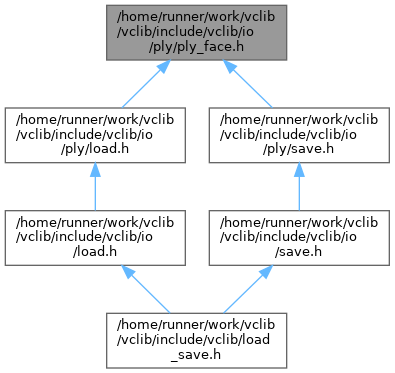 /home/runner/work/vclib
/vclib/include/vclib/io
/ply/ply_face.h
/home/runner/work/vclib
/vclib/include/vclib/io
/ply/load.h
/home/runner/work/vclib
/vclib/include/vclib/io
/ply/save.h
/home/runner/work/vclib
/vclib/include/vclib/io
/load.h
/home/runner/work/vclib
/vclib/include/vclib/io
/save.h
/home/runner/work/vclib
/vclib/include/vclib/load
_save.h